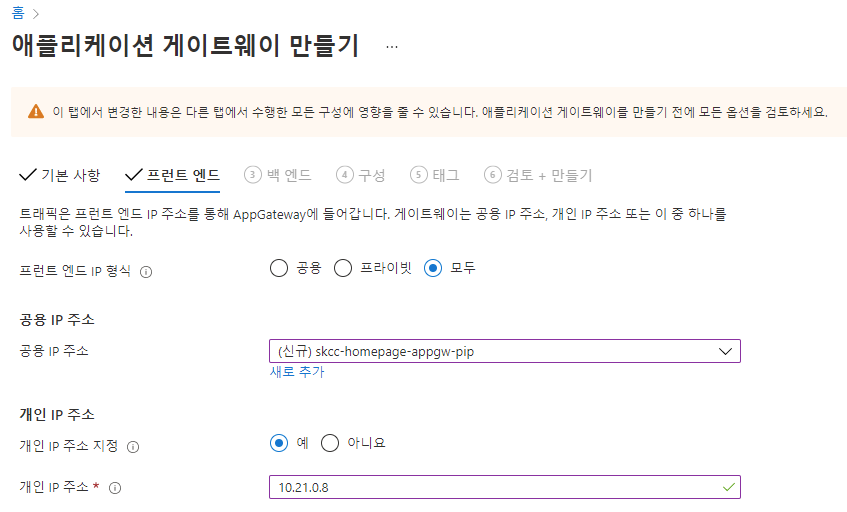 홈 >
애플리케이션 게이트웨이 만들기 ...
이 탭에서 변경한 내용은 다른 탭에서 수행한 모든 구성에 영향을 줄 수 있습니다. 애플리케이션 게이트웨이를 만들기 전에 모든 옵션을 검토하세요.
기본 사항 프런트 엔드 3 백 엔드 4 구성 5 태그 6 검토 + 만들기
트래픽은 프런트 엔드 IP 주소를 통해 AppGateway에 들어갑니다. 게이트웨이는 공용 IP 주소, 개인 IP 주소 또는 이 중 하나를
사용할 수 있습니다.
프런트 엔드 IP 형식 공용 프라이빗 모두
공용 IP 주소
공용 IP 주소 (신규) skcc-homepage-appgw-pip
새로 추가
개인 IP 주소
개인 IP 주소 지정 예 아니요
개인 IP 주소 * 10.21.0.8